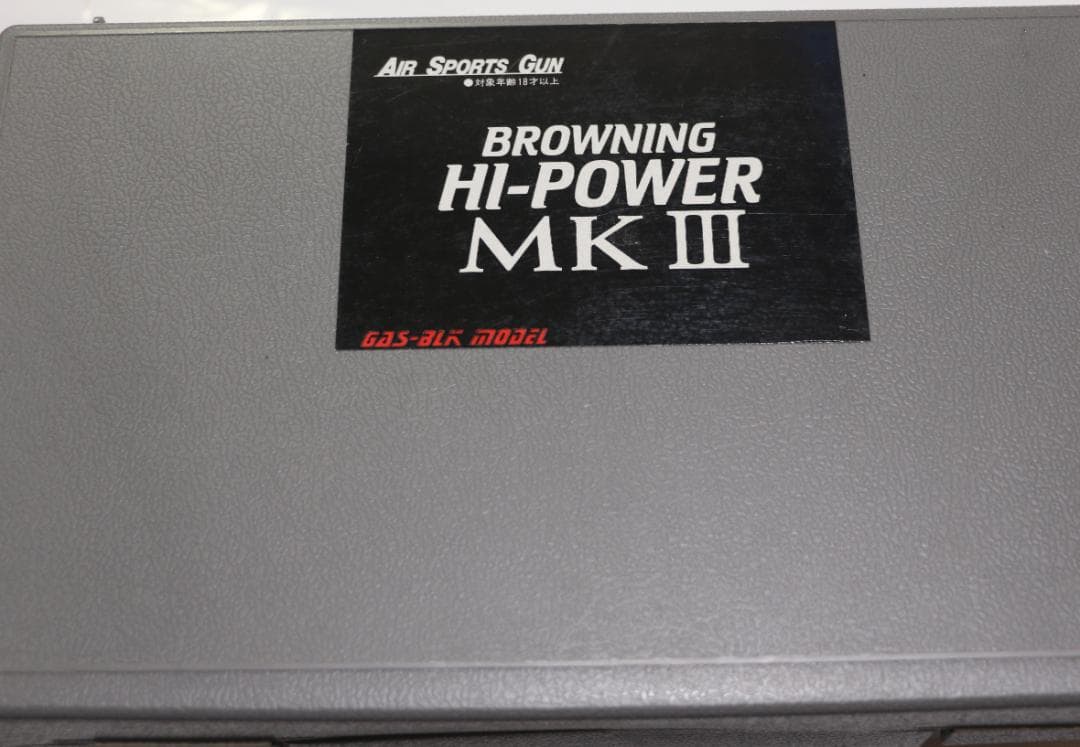 AIR SPORTS GUN
●対象年齢18才以上
BROWNING
HI-POWER
MK III
GAS-BLK MODEL